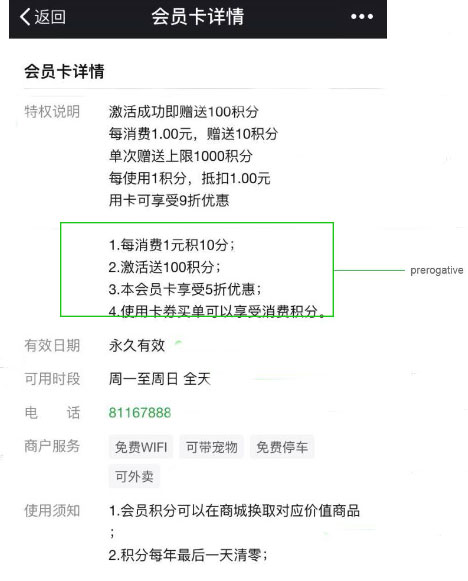 返回
会员卡详情
会员卡详情
特权说明 激活成功即赠送100积分
每消费1.00元，赠送10积分
单次赠送上限1000积分
每使用1积分，抵扣1.00元
用卡可享受9折优惠
1.每消费1元积10分；
2.激活送100积分；
3.本会员卡享受5折优惠；
4.使用卡券买单可以享受消费积分。
prerogative
有效日期 永久有效
可用时段 周一至周日 全天
电 话 81167888
商户服务 免费WIFI 可带宠物 免费停车
可外卖
使用须知 1.会员积分可以在商城换取对应价值商品
；
2.积分每年最后一天清零；